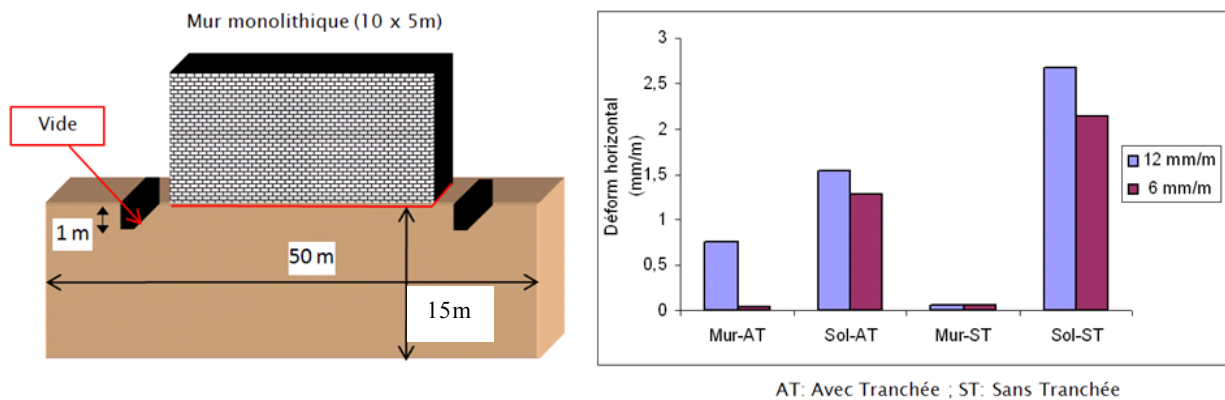 Mur monolithique (10 x 5m)
Vide
1 m
50 m
15m
3
2,5
2
1,5
1
0,5
0
Déform horizontal
(mm/m)
Mur-AT
Sol-AT
Mur-ST
Sol-ST
12 mm/m
6 mm/m
AT: Avec Tranchée ; ST: Sans Tranchée